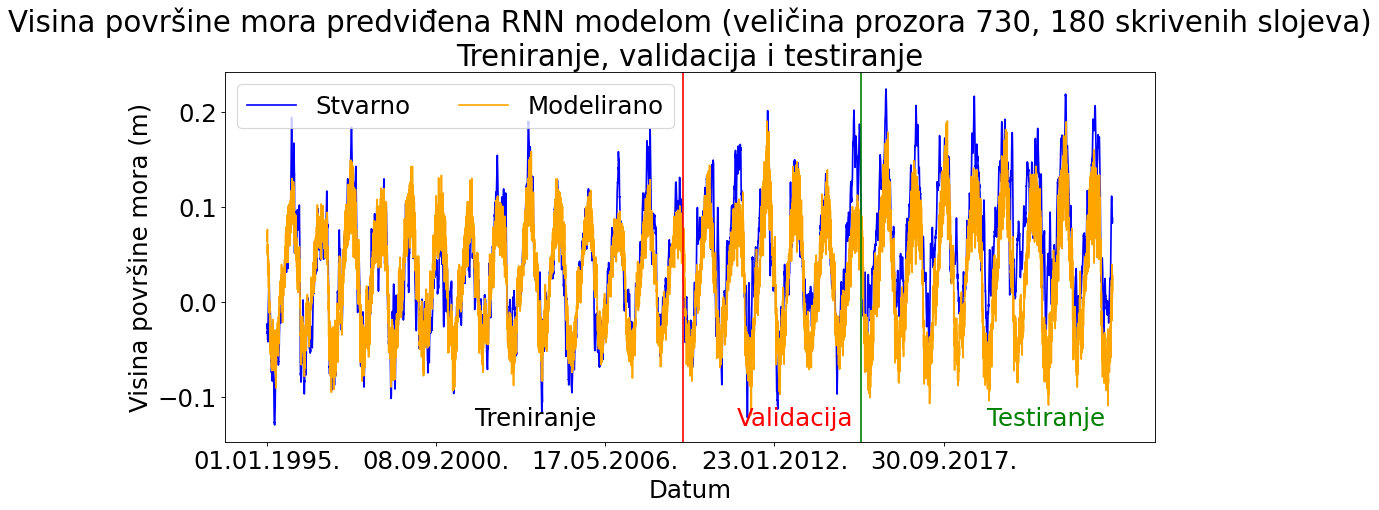 Visina površine mora predviđena RNN modelom (veličina prozora 730, 180 skrivenih slojeva)
Treniranje, validacija i testiranje
Stvarno Modelirano
Visina površine mora (m)
0.2
0.1
0.0
−0.1
Treniranje Validacija Testiranje
01.01.1995. 08.09.2000. 17.05.2006. 23.01.2012. 30.09.2017.
Datum